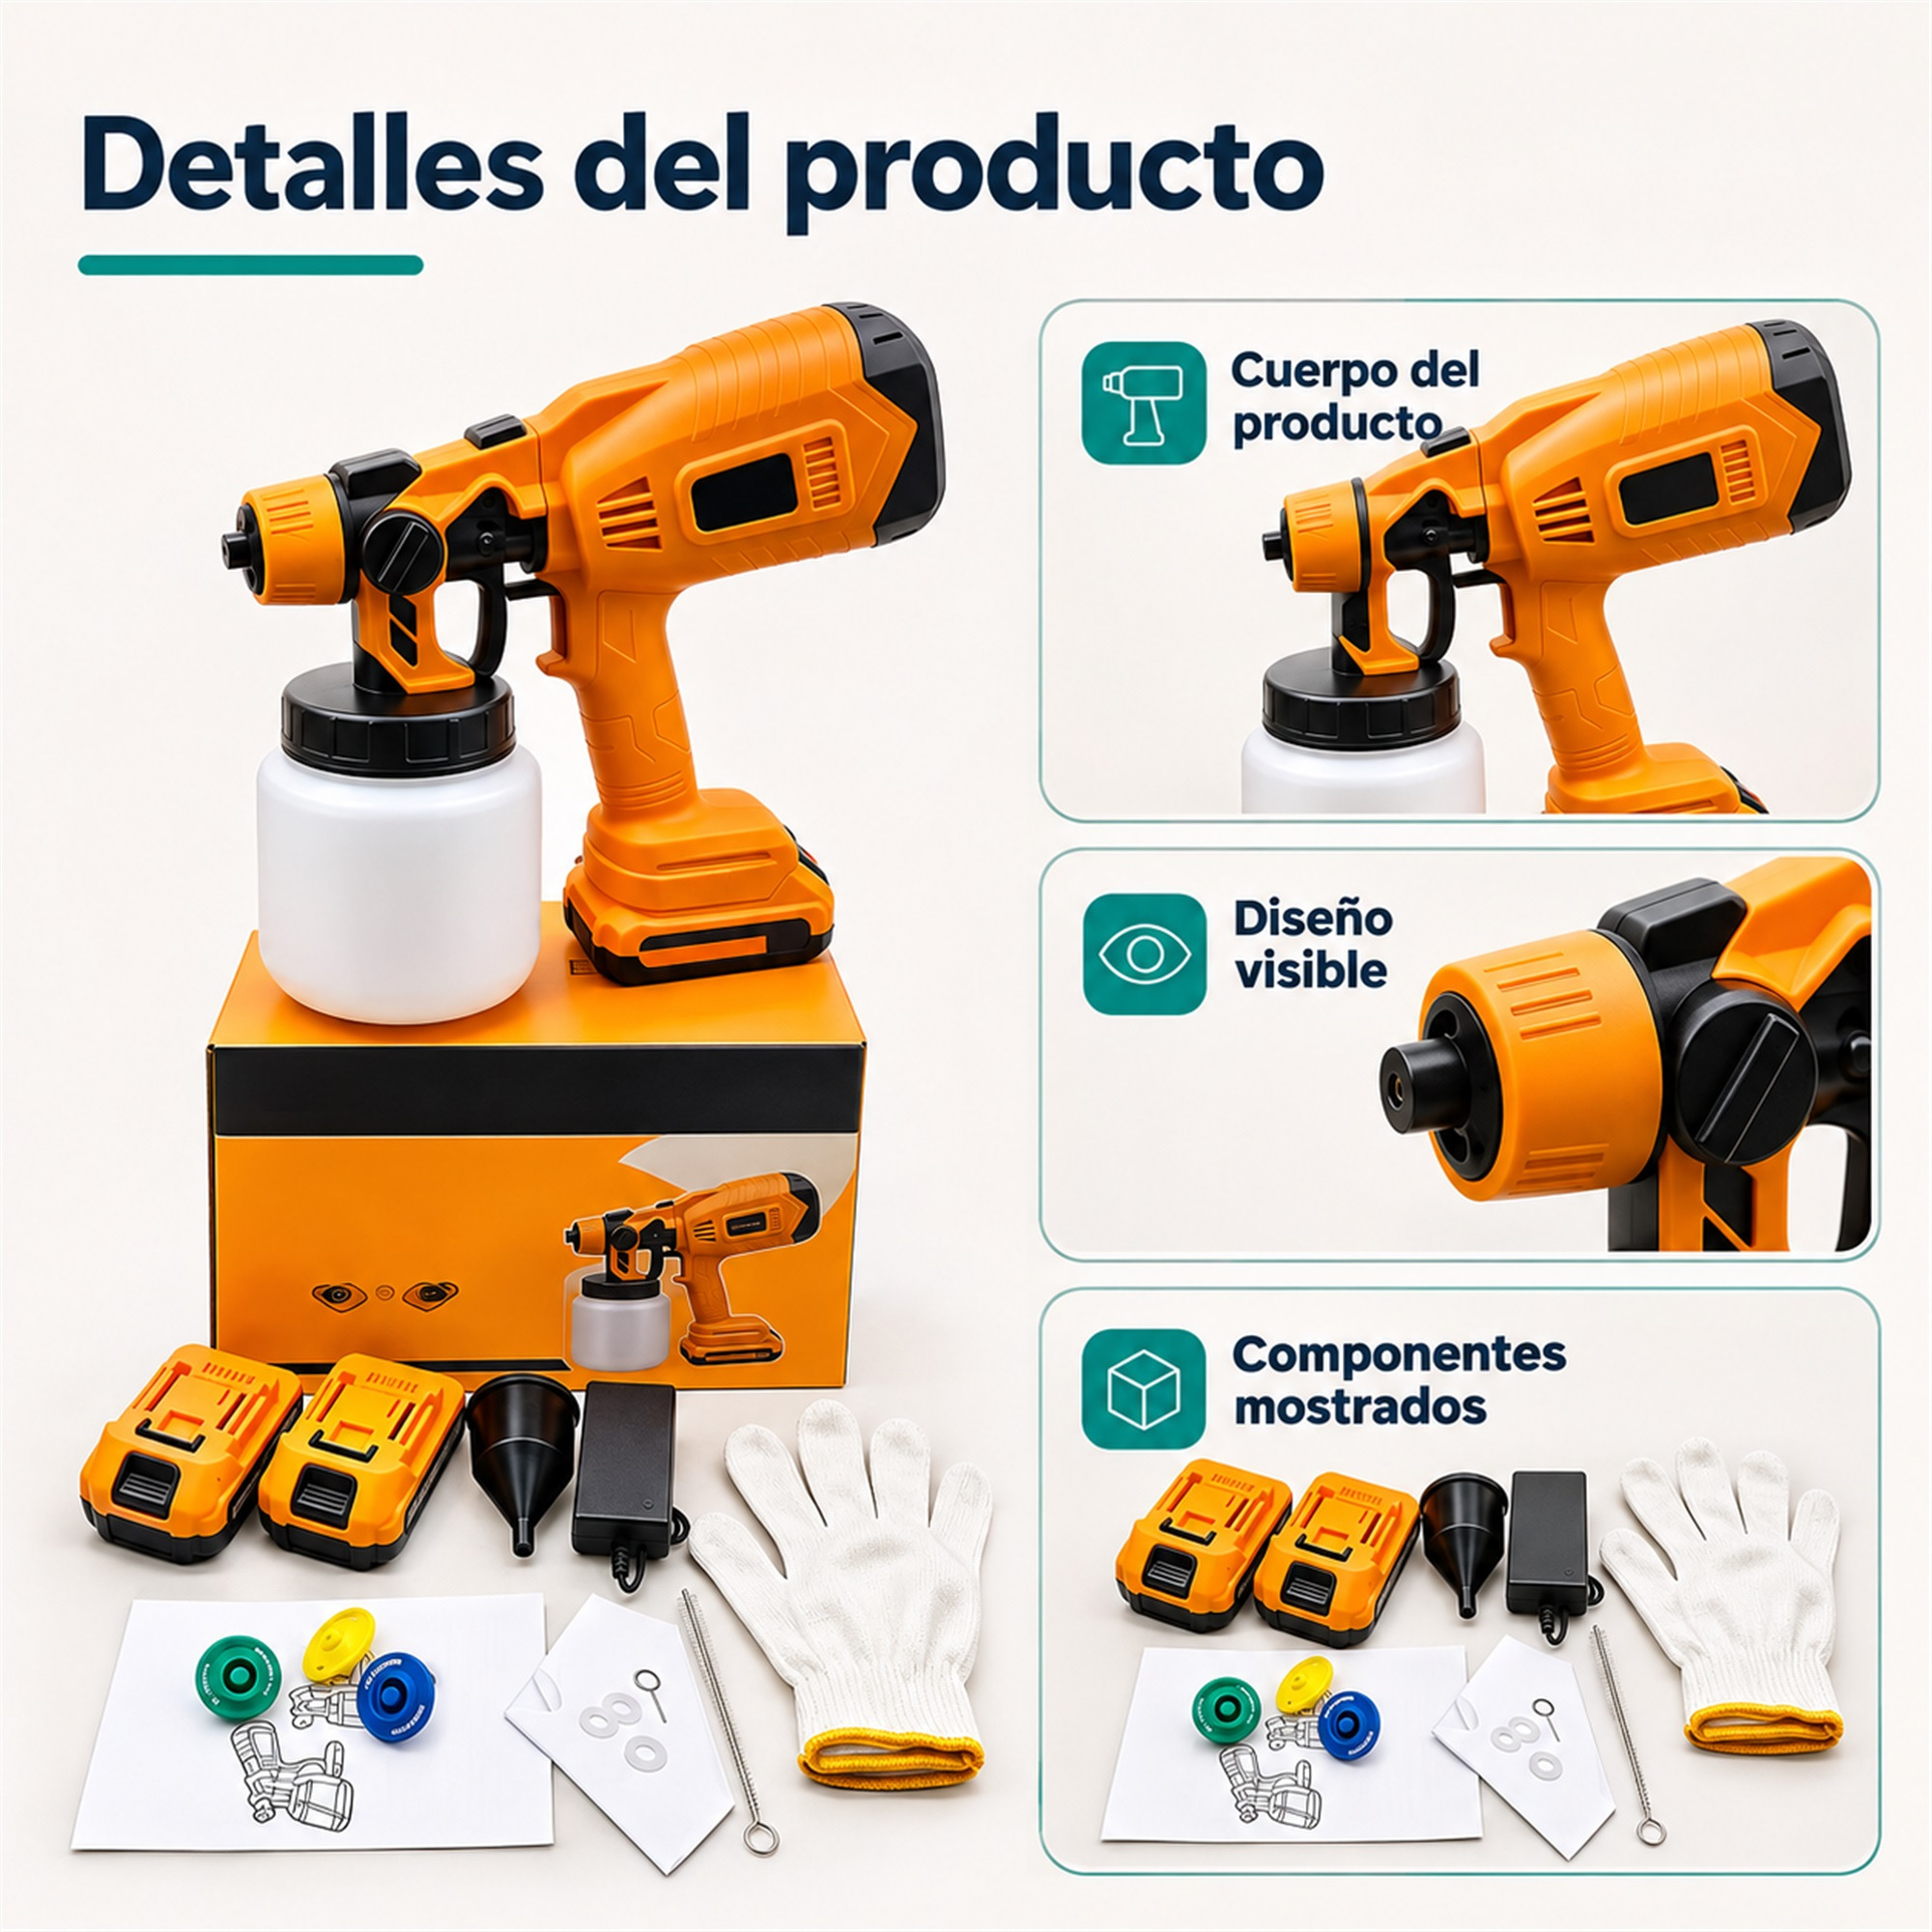 Detalles del producto
Cuerpo del
producto
Diseño
visible
Componentes
mostrados